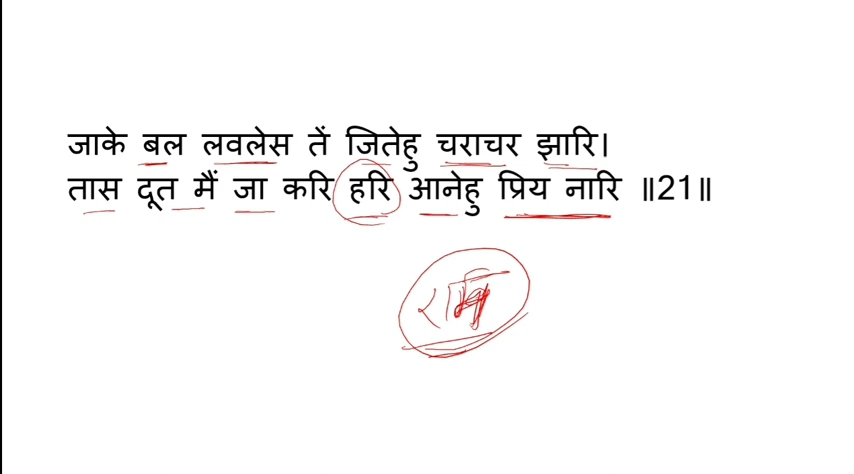 जाके बल लवलेस तें जितेहु चराचर झारि।
तास दूत मैं जा करि हरि आनेहु प्रिय नारि ॥21॥